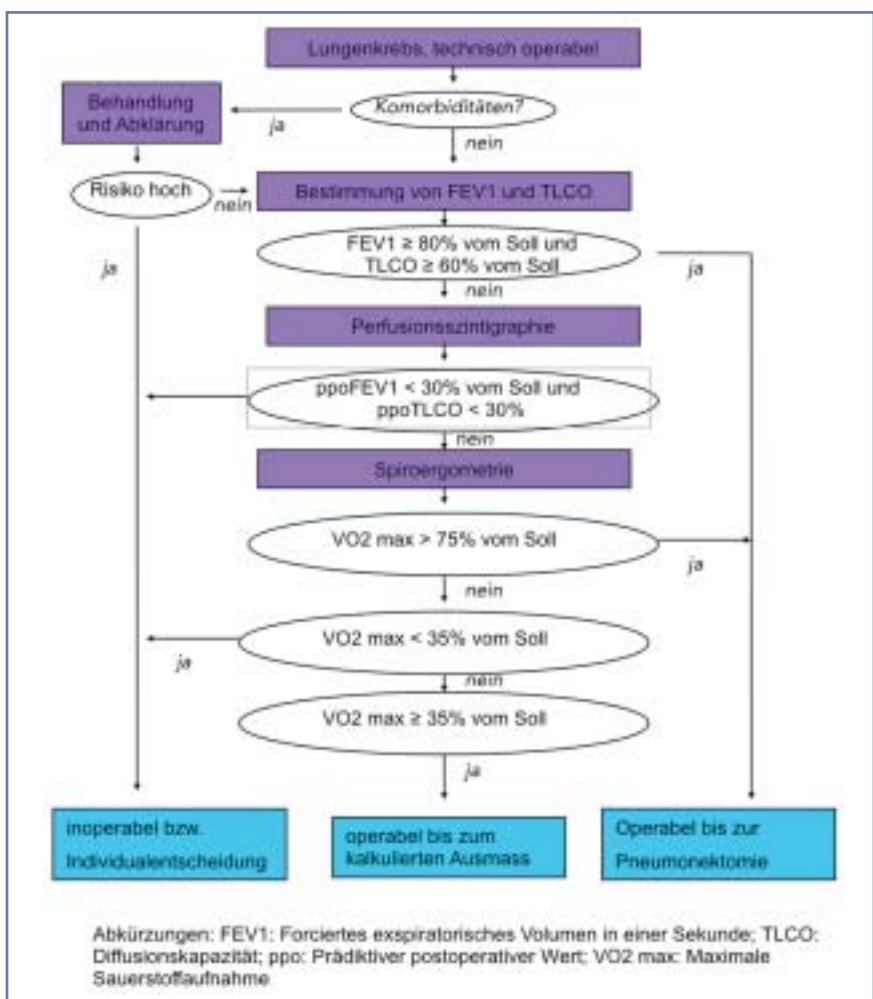 Lungenkrebs, technisch operabel
Behandlung
und Abklärung
Komorbiditäten?
ja
nein
Risiko hoch
nein
Bestimmung von FEV1 und TLCO
ja
FEV1 ≥ 80% vom Soll und
TLCO ≥ 60% vom Soll
ja
nein
Perfusionsszintigraphie
ppoFEV1 < 30% vom Soll und
ppoTLCO < 30%
nein
Spiroergometrie
VO2 max > 75% vom Soll
ja
nein
VO2 max < 35% vom Soll
ja
nein
VO2 max ≥ 35% vom Soll
ja
inoperabel bzw.
Individualentscheidung
operabel bis zum
kalkulierten Ausmass
Operabel bis zur
Pneumonektomie
Abkürzungen: FEV1: Forciertes exspiratorisches Volumen in einer Sekunde; TLCO:
Diffusionskapazität; ppo: Prädiktiver postoperativer Wert; VO2 max: Maximale
Sauerstoffaufnahme